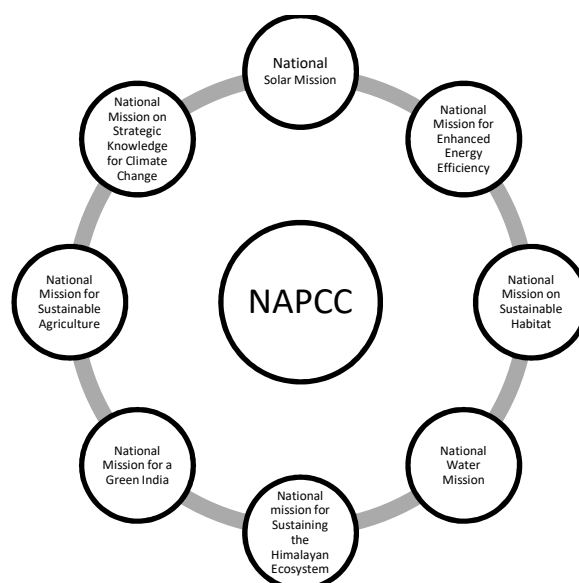 National
Solar Mission
National
Mission for
Enhanced
Energy
Efficiency
National
Mission on
Sustainable
Habitat
National
Water
Mission
National
mission for
Sustaining
the
Himalayan
Ecosystem
National
Mission for a
Green India
National
Mission for
Sustainable
Agriculture
National
Mission on
Strategic
Knowledge
for Climate
Change
NAPCC